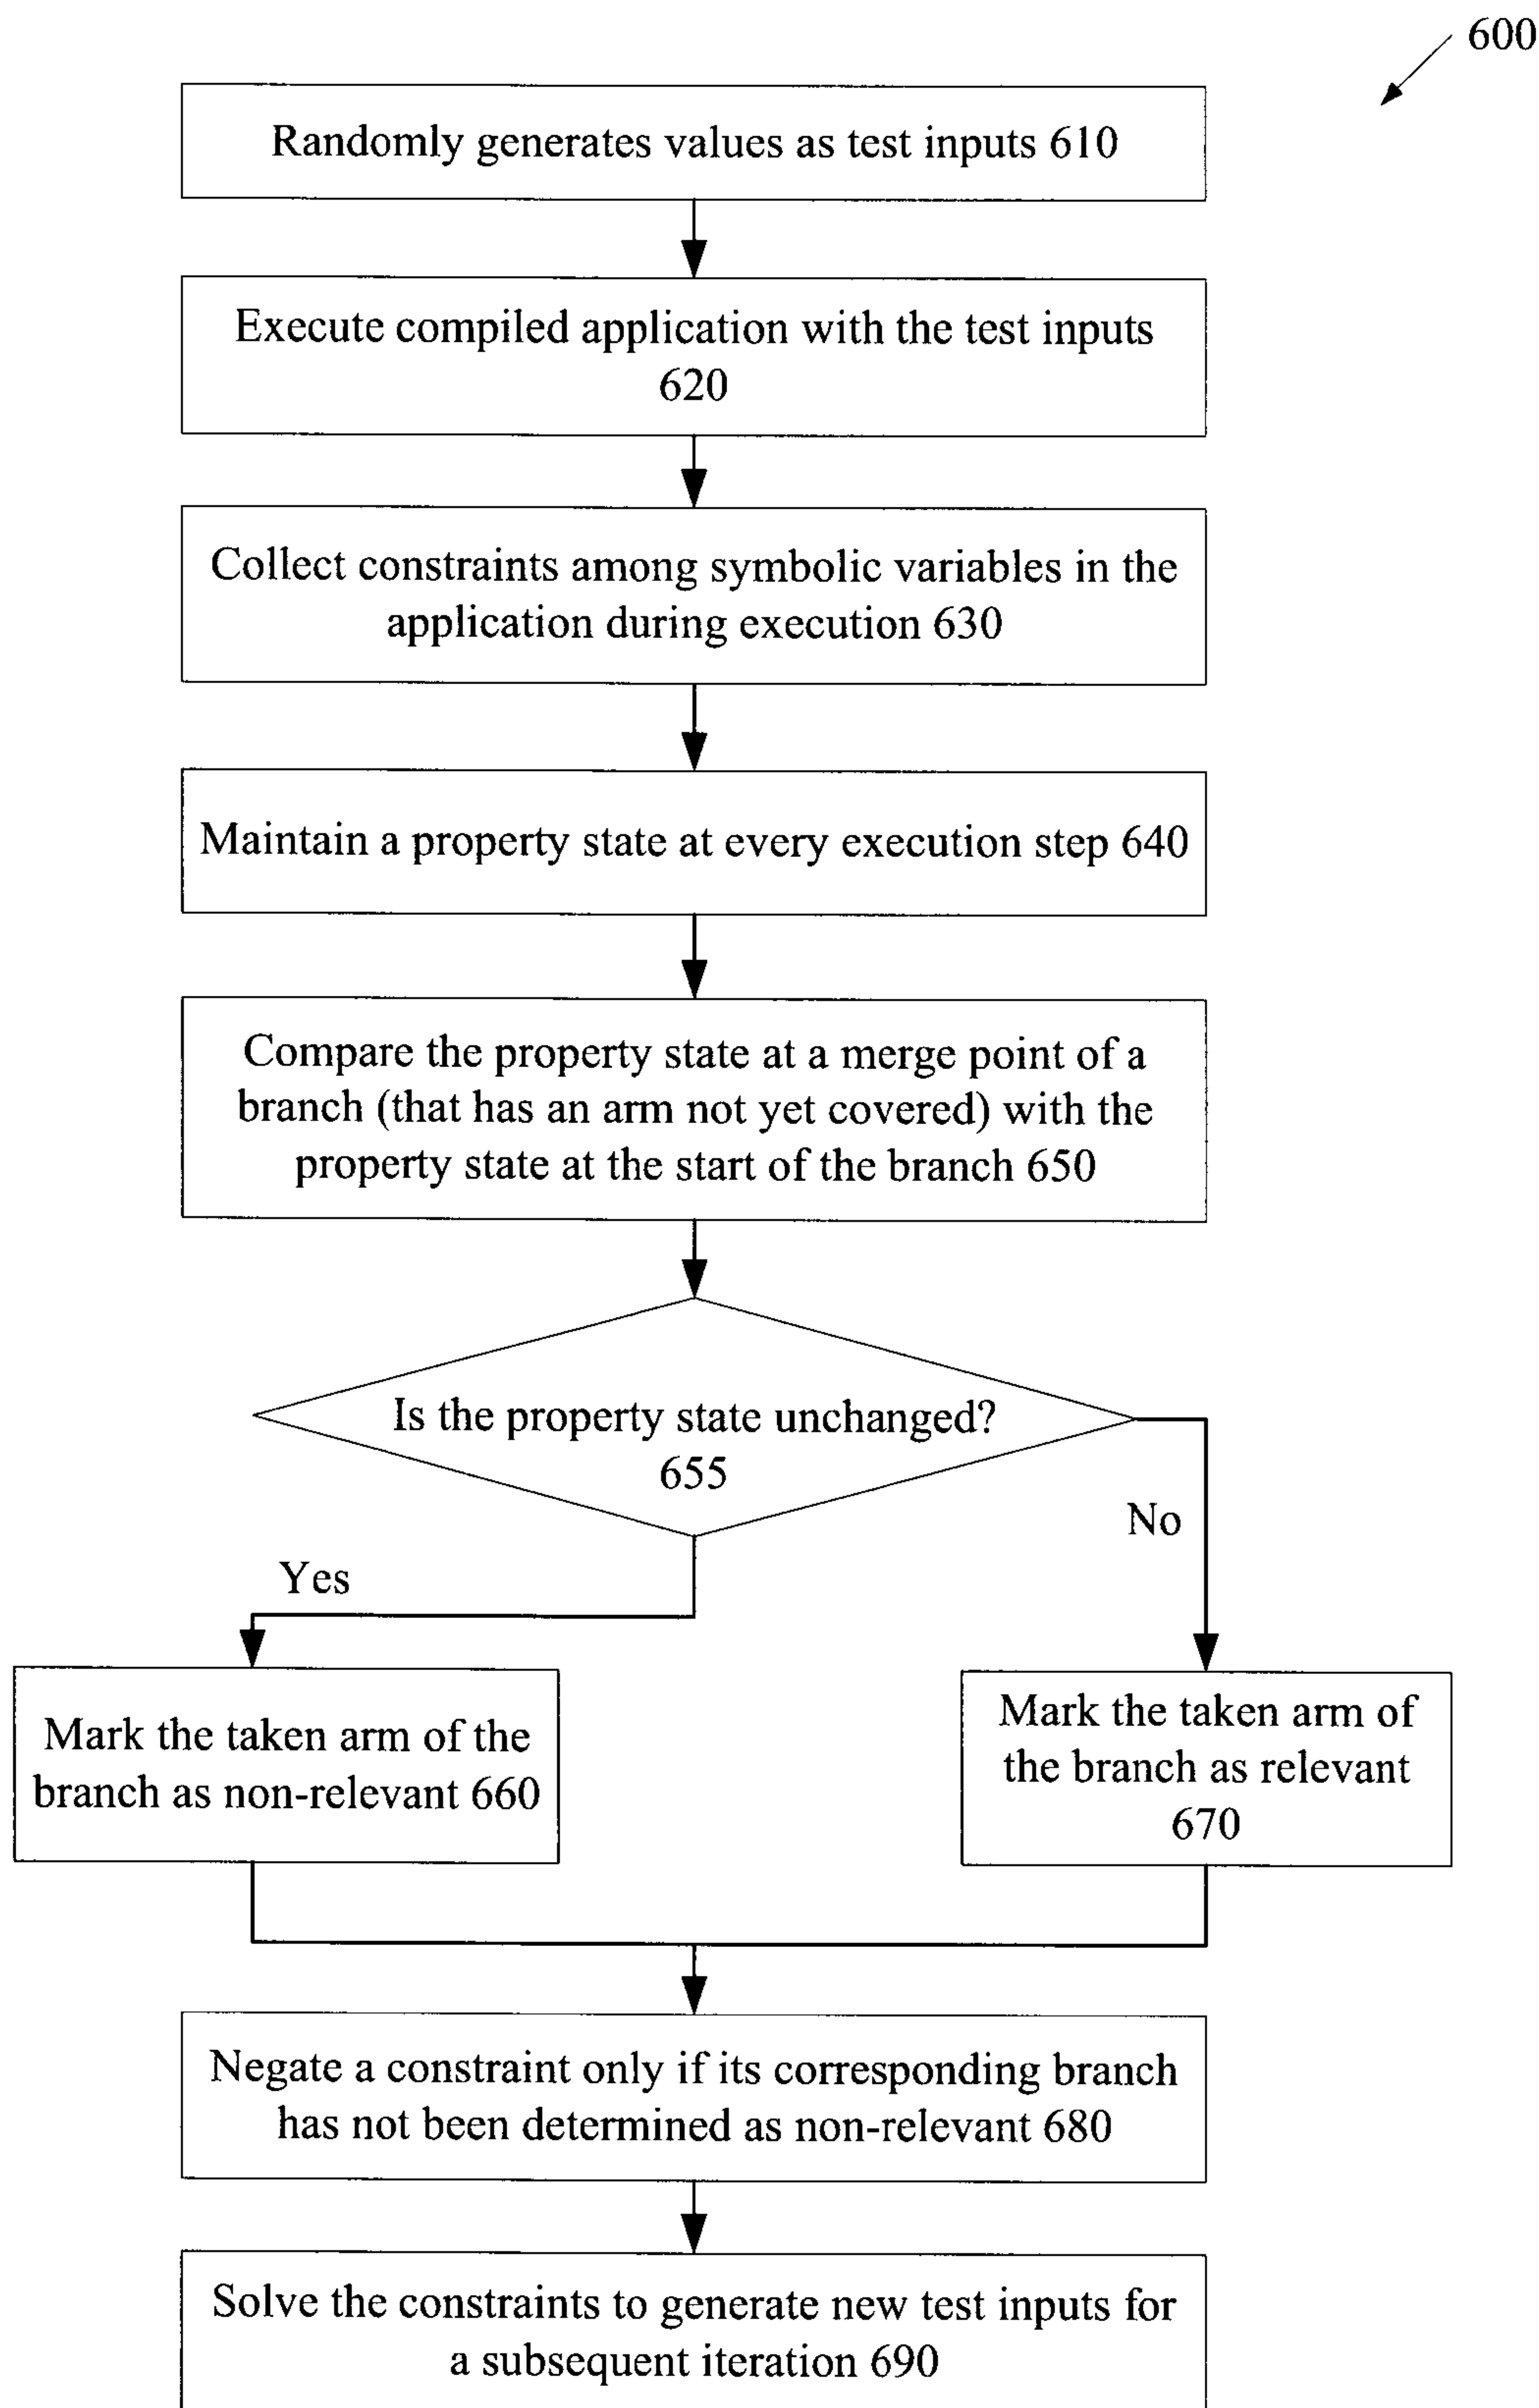 600
Randomly generates values as test inputs 610
Execute compiled application with the test inputs
620
Collect constraints among symbolic variables in the
application during execution 630
Maintain a property state at every execution step 640
Compare the property state at a merge point of a
branch (that has an arm not yet covered) with the
property state at the start of the branch 650
Is the property state unchanged?
655
No
Yes
Mark the taken arm of the
branch as non-relevant 660
Mark the taken arm of
the branch as relevant
670
Negate a constraint only if its corresponding branch
has not been determined as non-relevant 680
Solve the constraints to generate new test inputs for
a subsequent iteration 690